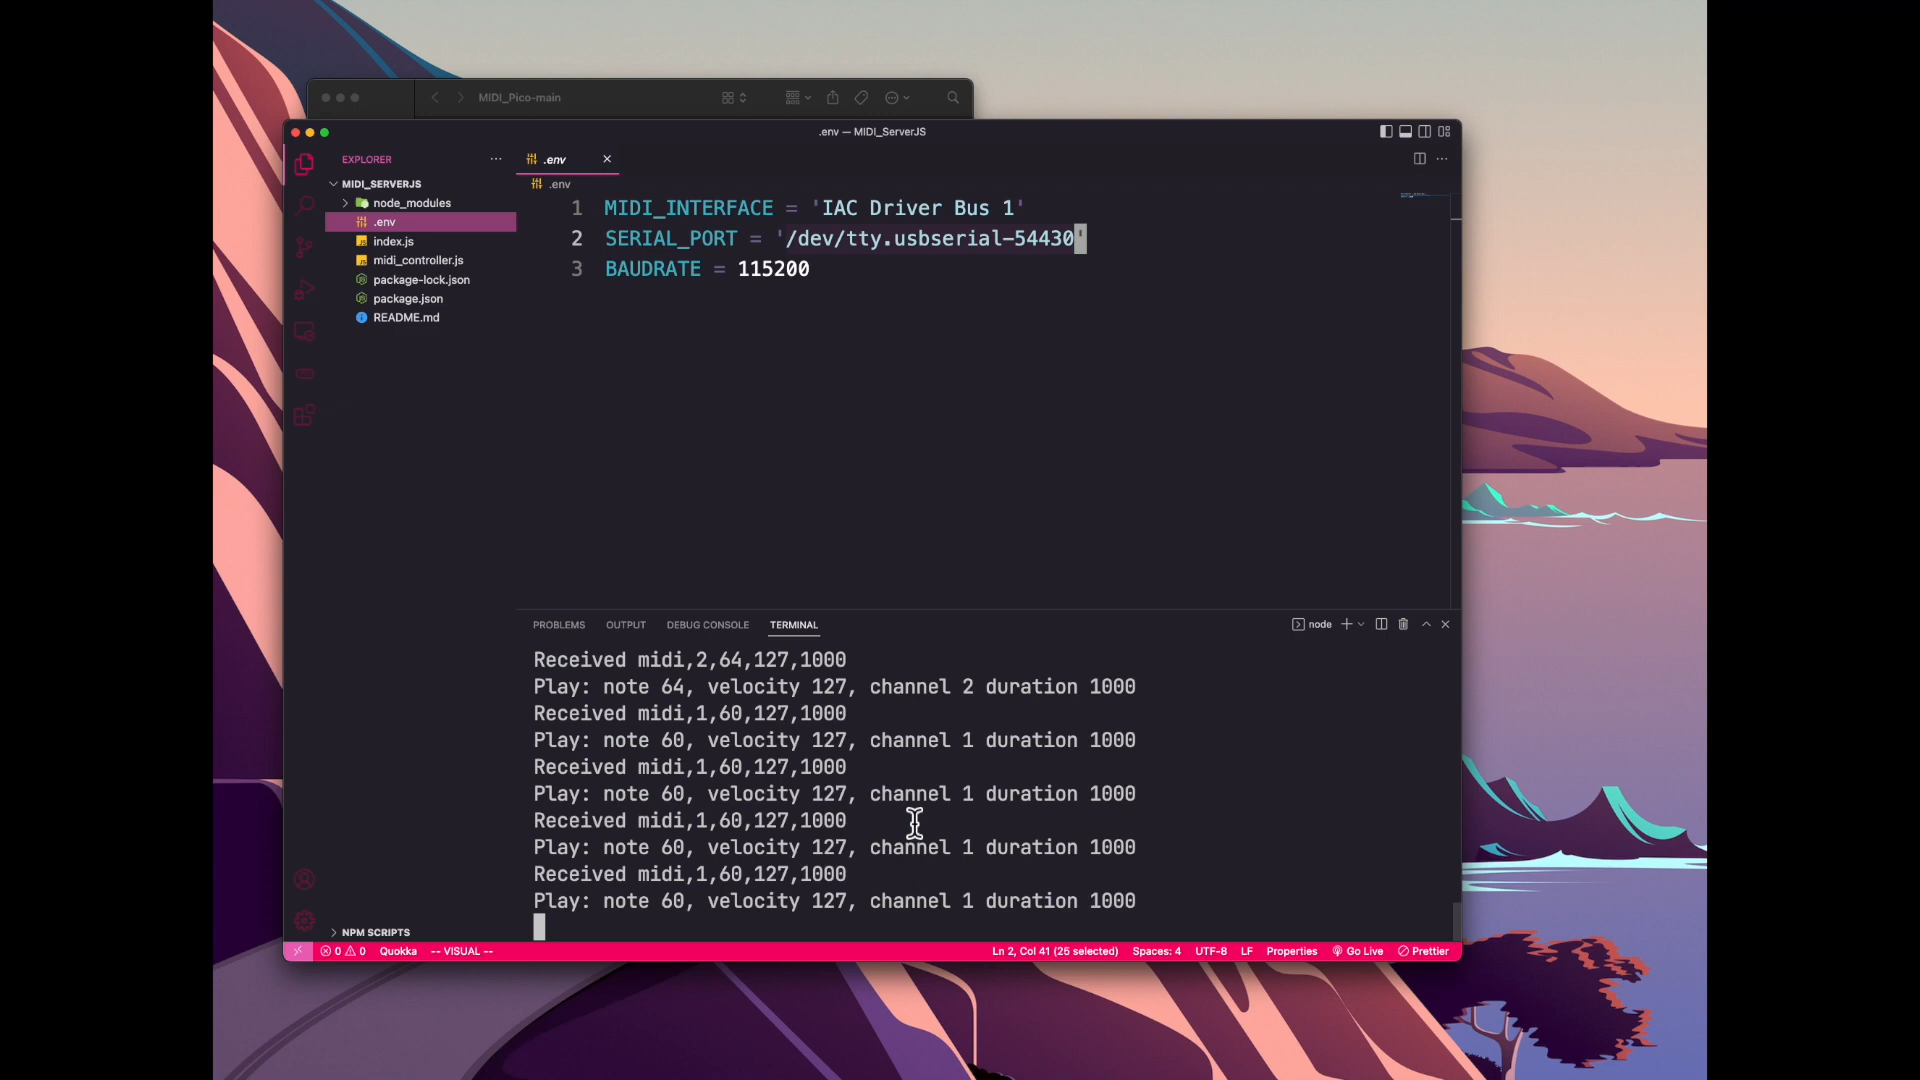 MIDI_Pico-main
.env — MIDI_ServerJS
EXPLORER
.env
MIDI_SERVERJS
.env
node_modules
.env
index.js
midi_controller.js
package-lock.json
package.json
README.md
1 MIDI_INTERFACE = 'IAC Driver Bus 1'
2 SERIAL_PORT = '/dev/tty.usbserial-54430'
3 BAUDRATE = 115200
PROBLEMS OUTPUT DEBUG CONSOLE TERMINAL
node
Received midi,2,64,127,1000
Play: note 64, velocity 127, channel 2 duration 1000
Received midi,1,60,127,1000
Play: note 60, velocity 127, channel 1 duration 1000
Received midi,1,60,127,1000
Play: note 60, velocity 127, channel 1 duration 1000
Received midi,1,60,127,1000
Play: note 60, velocity 127, channel 1 duration 1000
Received midi,1,60,127,1000
Play: note 60, velocity 127, channel 1 duration 1000
NPM SCRIPTS
0 0 Quokka -- VISUAL -- Ln 2, Col 41 (25 selected) Spaces: 4 UTF-8 LF Properties Go Live Prettier